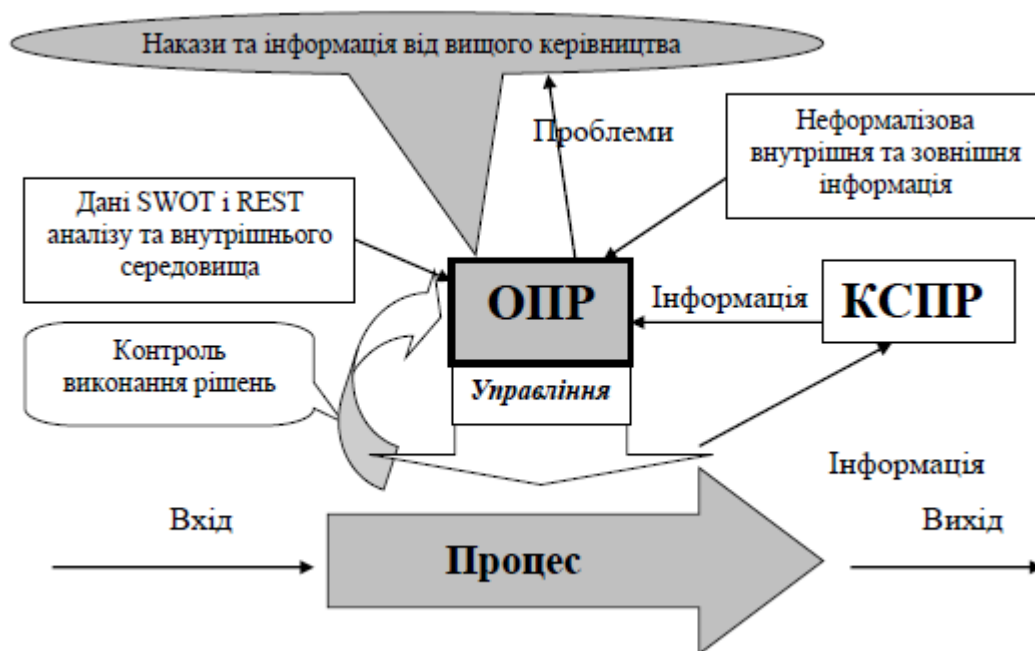 Накази та інформація від вищого керівництва
Проблеми
Неформалізова
внутрішня та зовнішня
інформація
Дані SWOT і REST
аналізу та внутрішнього
середовища
ОПР
Інформація
КСПР
Контроль
виконання рішень
Управління
Інформація
Вхід
Вихід
Процес